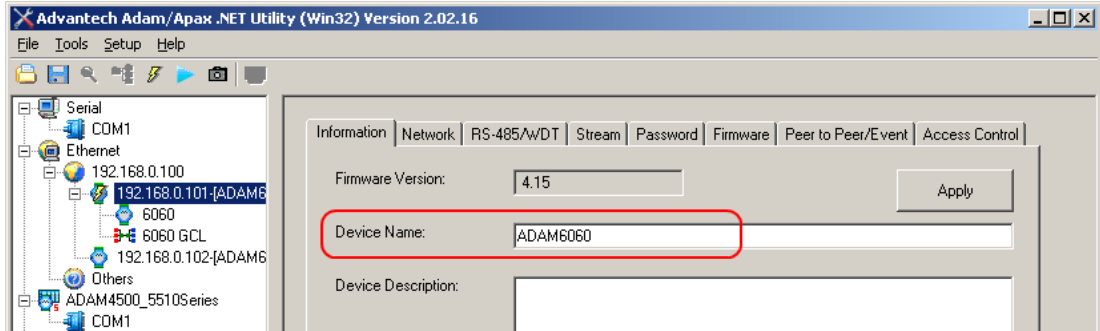 Advantech Adam/Apax .NET Utility (Win32) Version 2.02.16
File Tools Setup Help
Serial
COM1
Ethernet
192.168.0.100
192.168.0.101-[ADAM6
6060
6060 GCL
192.168.0.102-[ADAM6
Others
ADAM4500_5510Series
COM1
Information Network RS-485/WDT Stream Password Firmware Peer to Peer/Event Access Control
Firmware Version: 4.15 Apply
Device Name: ADAM6060
Device Description: